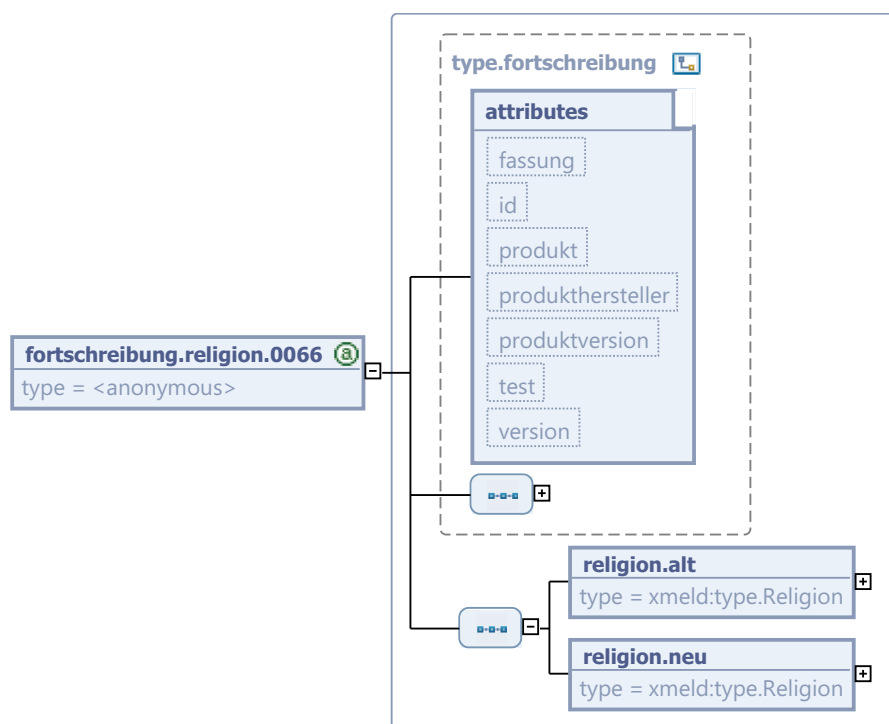 type.fortschreibung
attributes
fassung
id
produkt
produkthersteller
produktversion
test
version
fortschreibung.religion.0066
type = <anonymous>
religion.alt
type = xmeld:type.Religion
religion.neu
type = xmeld:type.Religion